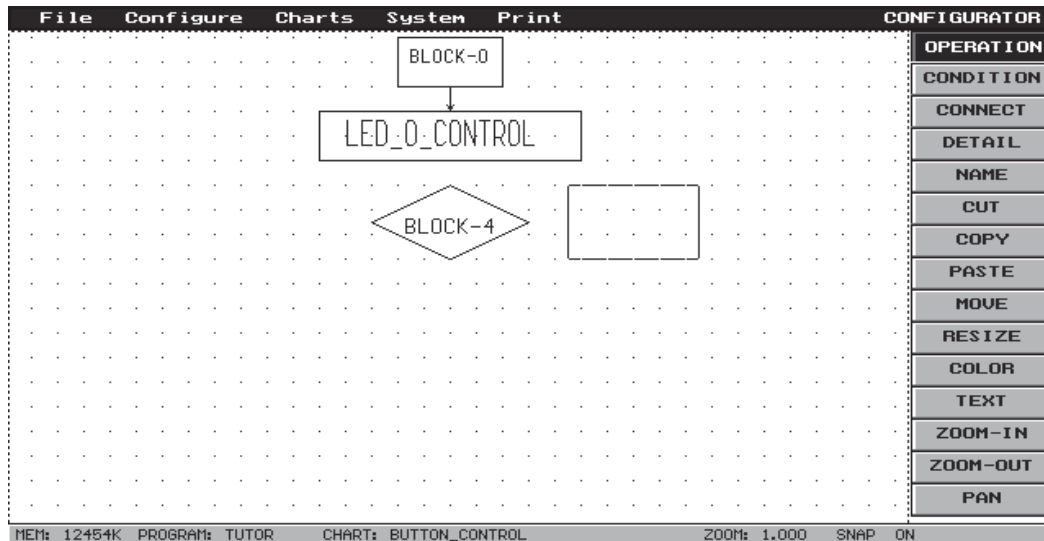 File Configure Charts System Print CONFIGURATOR
BLOCK-0
LED_0_CONTROL
BLOCK-4
OPERATION
CONDITION
CONNECT
DETAIL
NAME
CUT
COPY
PASTE
MOVE
RESIZE
COLOR
TEXT
ZOOM-IN
ZOOM-OUT
PAN
MEM: 12454K PROGRAM: TUTOR CHART: BUTTON_CONTROL ZOOM: 1.000 SNAP ON